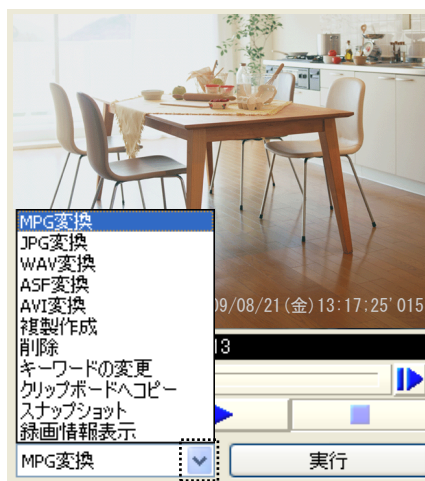 MPG変換
JPG変換
WAV変換
ASF変換
AVI変換
複製作成
削除
キーワードの変更
クリップボードへコピー
スナップショット
録画情報表示
09/08/21(金)13:17:25'015
13
MPG変換
実行